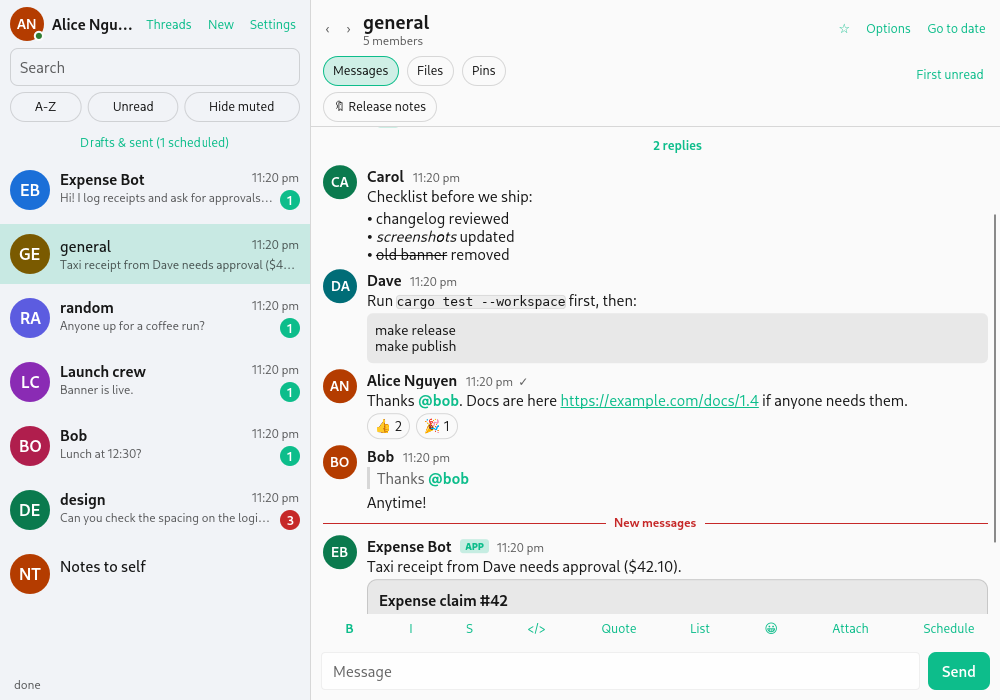 AN Alice Ngu... Threads New Settings
Search
A-Z Unread Hide muted
Drafts & sent (1 scheduled)
EB Expense Bot 11:20 pm
Hi! I log receipts and ask for approvals... 1
GE general 11:20 pm
Taxi receipt from Dave needs approval ($4...
RA random 11:20 pm
Anyone up for a coffee run? 1
LC Launch crew 11:20 pm
Banner is live. 1
BO Bob 11:20 pm
Lunch at 12:30? 1
DE design 11:20 pm
Can you check the spacing on the logi... 3
NT Notes to self
done
‹ › general
5 members
☆ Options Go to date
Messages Files Pins
First unread
Release notes
2 replies
CA Carol 11:20 pm
Checklist before we ship:
• changelog reviewed
• screenshots updated
• old banner removed
DA Dave 11:20 pm
Run cargo test --workspace first, then:
make release
make publish
AN Alice Nguyen 11:20 pm ✓
Thanks @bob. Docs are here https://example.com/docs/1.4 if anyone needs them.
👍 2 🎉 1
BO Bob 11:20 pm
Thanks @bob
Anytime!
New messages
EB Expense Bot APP 11:20 pm
Taxi receipt from Dave needs approval ($42.10).
Expense claim #42
B I S </> Quote List 😀 Attach Schedule
Message Send